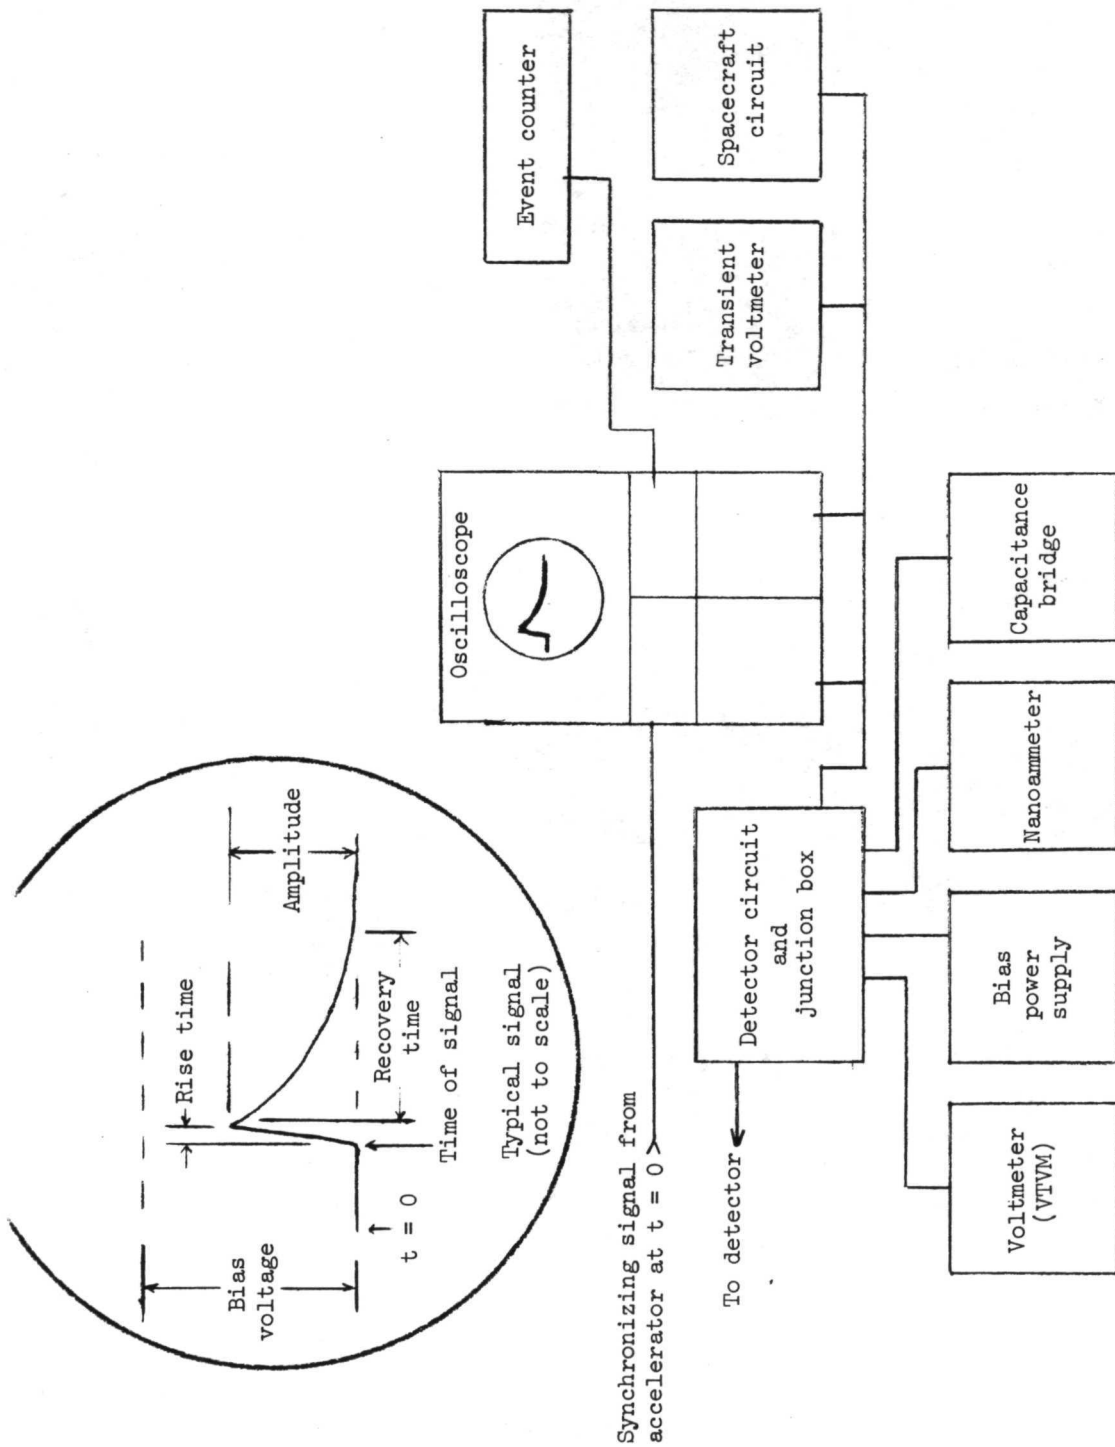 Bias
voltage
Rise time
Amplitude
t = 0
Recovery
time
Time of signal
Typical signal
(not to scale)
Oscilloscope
Event counter
Synchronizing signal from
accelerator at t = 0
Transient
voltmeter
Spacecraft
circuit
To detector
Detector circuit
and
junction box
Voltmeter
(VTVM)
Bias
power
supply
Nanoammeter
Capacitance
bridge